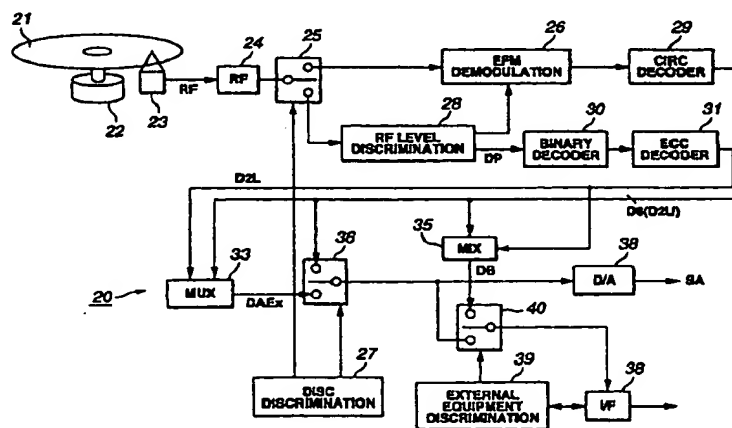 21
24
25
26
29
RF
RF
EFM
DEMODULATION
CIRC
DECODER
22
23
28
30
31
RF LEVEL
DISCRIMINATION
DP
BINARY
DECODER
ECC
DECODER
D2L
D6(D2U)
35
MIX
36
38
33
DB
20
MUX
DAEx
D/A
SA
40
27
39
38
DISC
DISCRIMINATION
EXTERNAL
EQUIPMENT
DISCRIMINATION
I/F